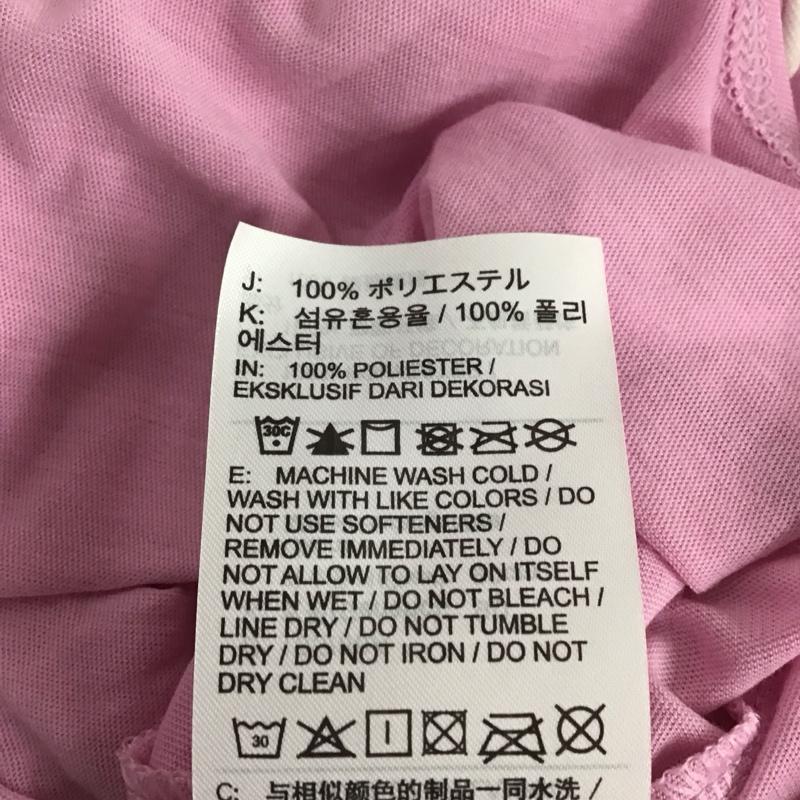 J: 100% ポリエステル
K: 섬유혼용율 / 100% 폴리
에스터
IN: 100% POLIESTER /
EKSKLUSIF DARI DEKORASI
30C
E: MACHINE WASH COLD /
WASH WITH LIKE COLORS / DO
NOT USE SOFTENERS /
REMOVE IMMEDIATELY / DO
NOT ALLOW TO LAY ON ITSELF
WHEN WET / DO NOT BLEACH /
LINE DRY / DO NOT TUMBLE
DRY / DO NOT IRON / DO NOT
DRY CLEAN
30
C: 与相似颜色的制品一同水洗 /